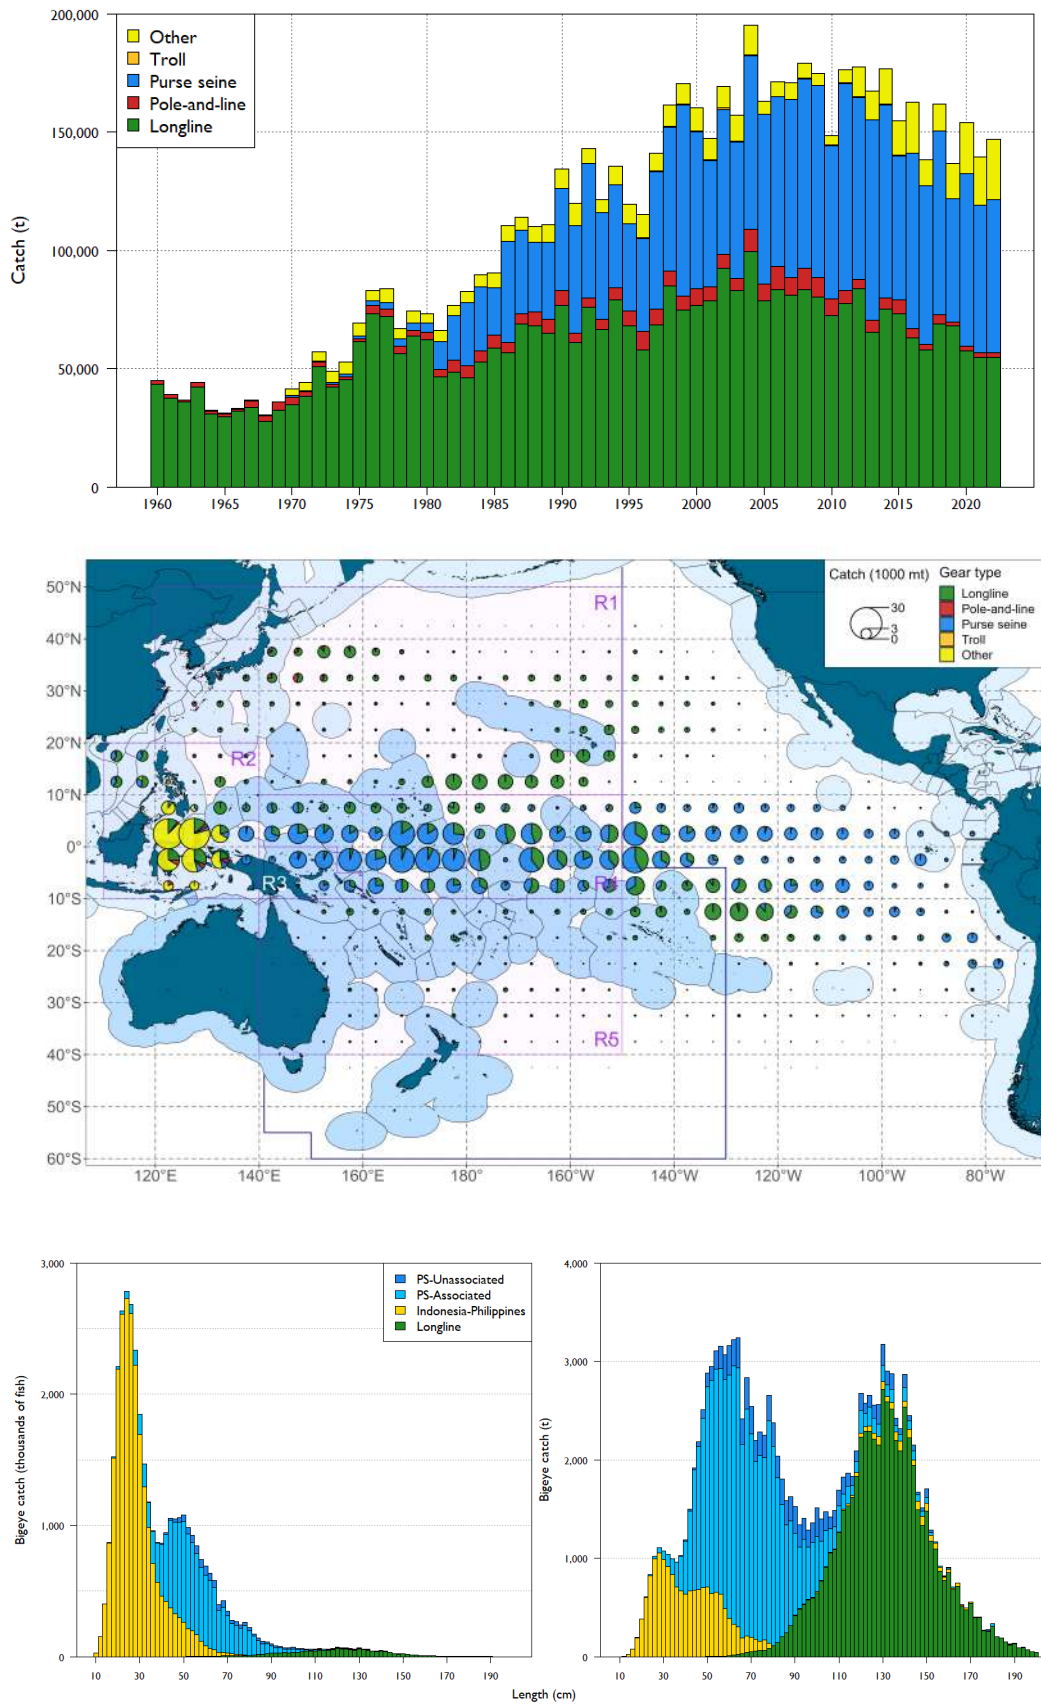 200,000
150,000
100,000
50,000
0
Catch (t)
Other
Troll
Purse seine
Pole-and-line
Longline
1960 1965 1970 1975 1980 1985 1990 1995 2000 2005 2010 2015 2020
50°N
40°N
30°N
20°N
10°N
0°
10°S
20°S
30°S
40°S
50°S
60°S
R1
R2
R3
R4
R5
Catch (1000 mt)
30
3
0
Gear type
Longline
Pole-and-line
Purse seine
Troll
Other
120°E 140°E 160°E 180° 160°W 140°W 120°W 100°W 80°W
3,000
2,000
1,000
0
Bigeye catch (thousands of fish)
PS-Unassociated
PS-Associated
Indonesia-Philippines
Longline
10 30 50 70 90 110 130 150 170 190
4,000
3,000
2,000
1,000
0
Bigeye catch (t)
10 30 50 70 90 110 130 150 170 190
Length (cm)